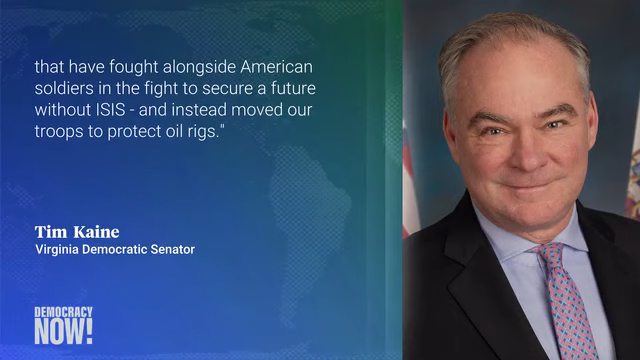 that have fought alongside American
soldiers in the fight to secure a future
without ISIS - and instead moved our
troops to protect oil rigs."
Tim Kaine
Virginia Democratic Senator
DEMOCRACY
NOW!